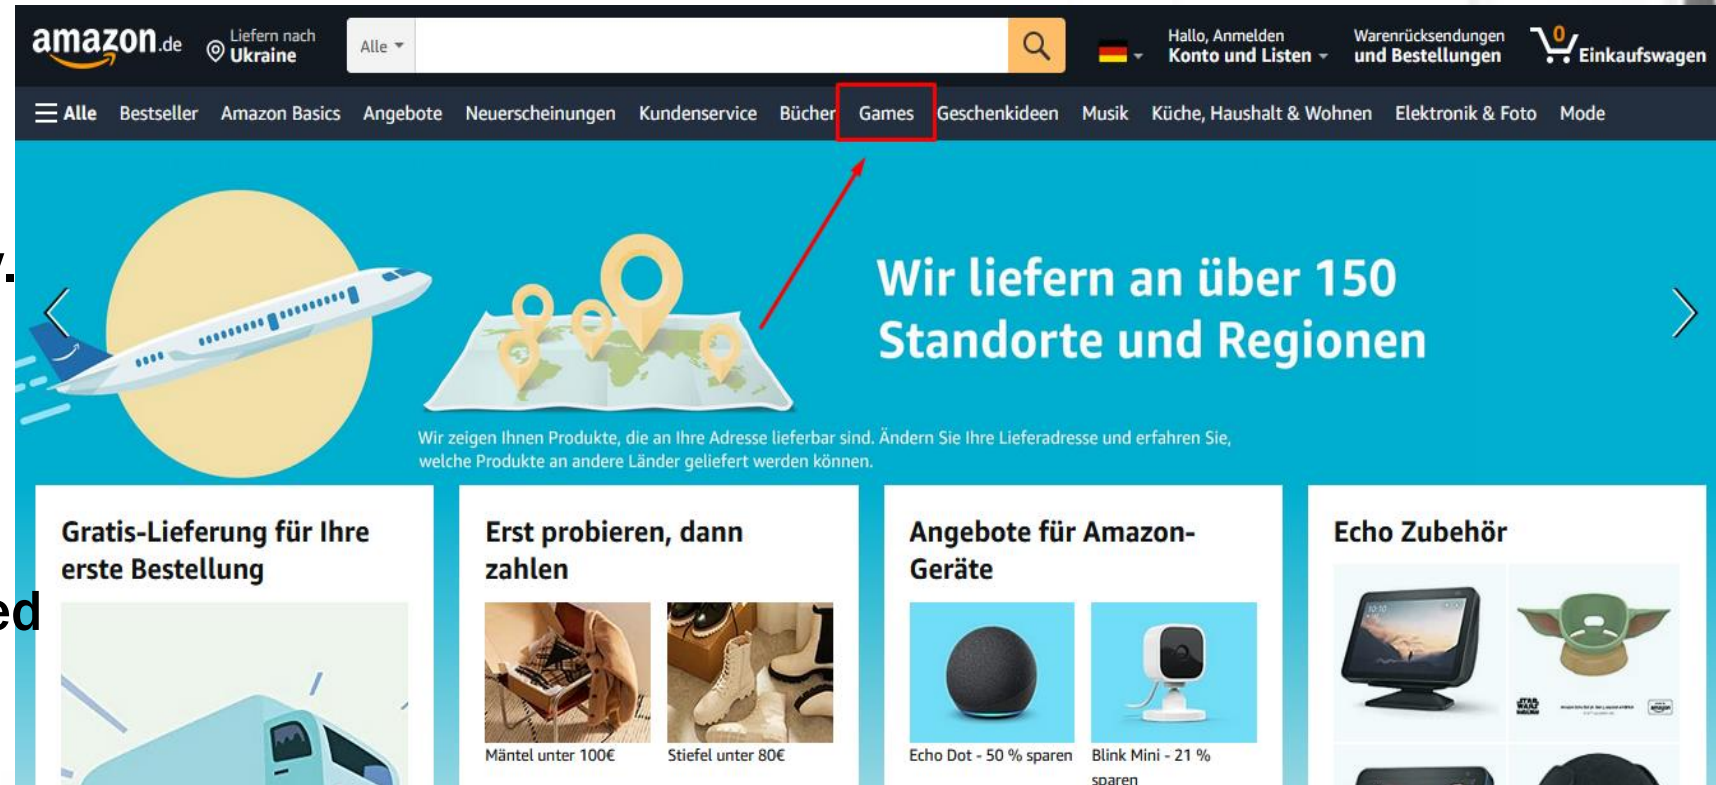 amazon.de
Liefern nach
Ukraine
Alle
Hallo, Anmelden
Konto und Listen
Warenrücksendungen
und Bestellungen
0
Einkaufswagen
Alle Bestseller Amazon Basics Angebote Neuerscheinungen Kundenservice Bücher Games Geschenkideen Musik Küche, Haushalt & Wohnen Elektronik & Foto Mode
Wir liefern an über 150
Standorte und Regionen
Wir zeigen Ihnen Produkte, die an Ihre Adresse lieferbar sind. Ändern Sie Ihre Lieferadresse und erfahren Sie,
welche Produkte an andere Länder geliefert werden können.
Gratis-Lieferung für Ihre
erste Bestellung
ed
Erst probieren, dann
zahlen
Mäntel unter 100€
Stiefel unter 80€
Angebote für Amazon-
Geräte
Echo Dot - 50 % sparen
Blink Mini - 21 %
sparen
Echo Zubehör
10:10
STAR
WARS